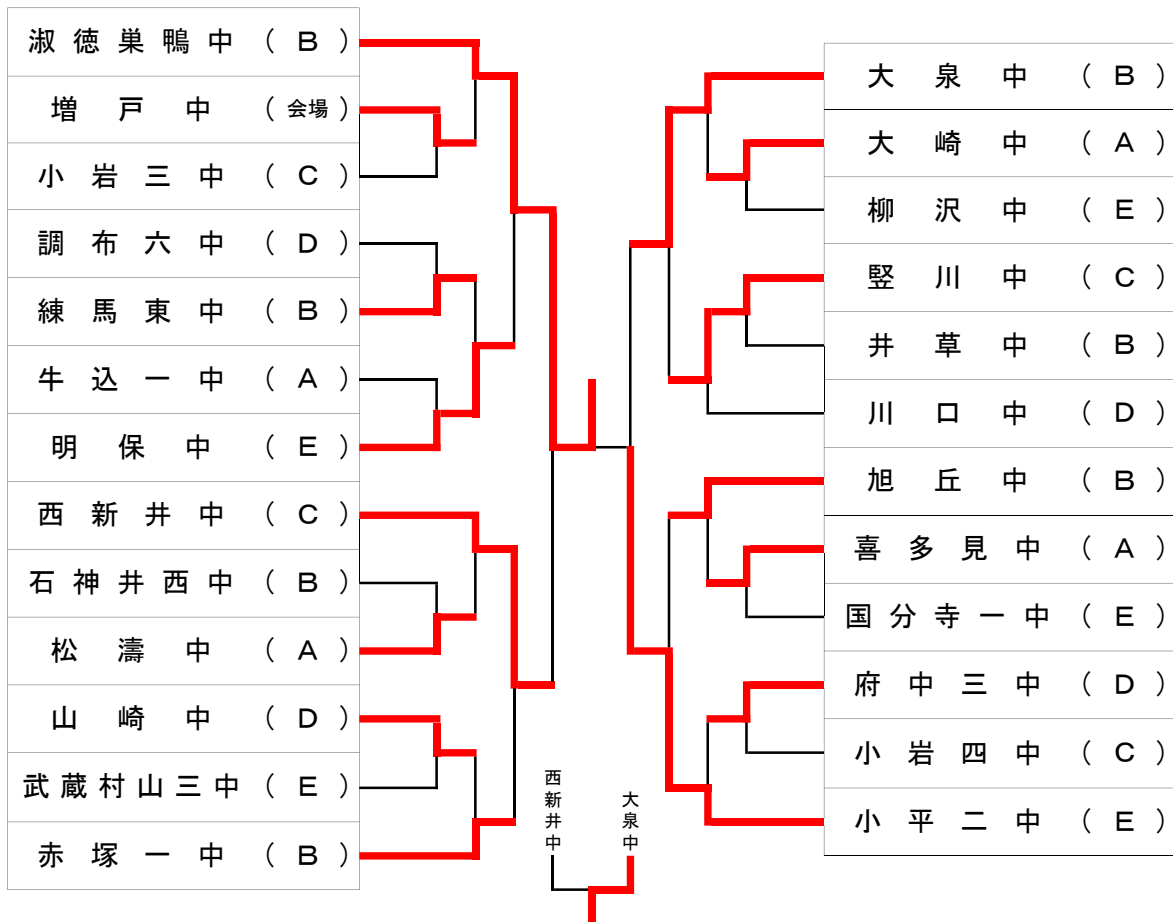 淑徳巣鴨中（Ｂ）
増戸中（会場）
小岩三中（Ｃ）
調布六中（Ｄ）
練馬東中（Ｂ）
牛込一中（Ａ）
明保中（Ｅ）
西新井中（Ｃ）
石神井西中（Ｂ）
松濤中（Ａ）
山崎中（Ｄ）
武蔵村山三中（Ｅ）
赤塚一中（Ｂ）
大泉中（Ｂ）
大崎中（Ａ）
柳沢中（Ｅ）
竪川中（Ｃ）
井草中（Ｂ）
川口中（Ｄ）
旭丘中（Ｂ）
喜多見中（Ａ）
国分寺一中（Ｅ）
府中三中（Ｄ）
小岩四中（Ｃ）
小平二中（Ｅ）
西新井中
大泉中